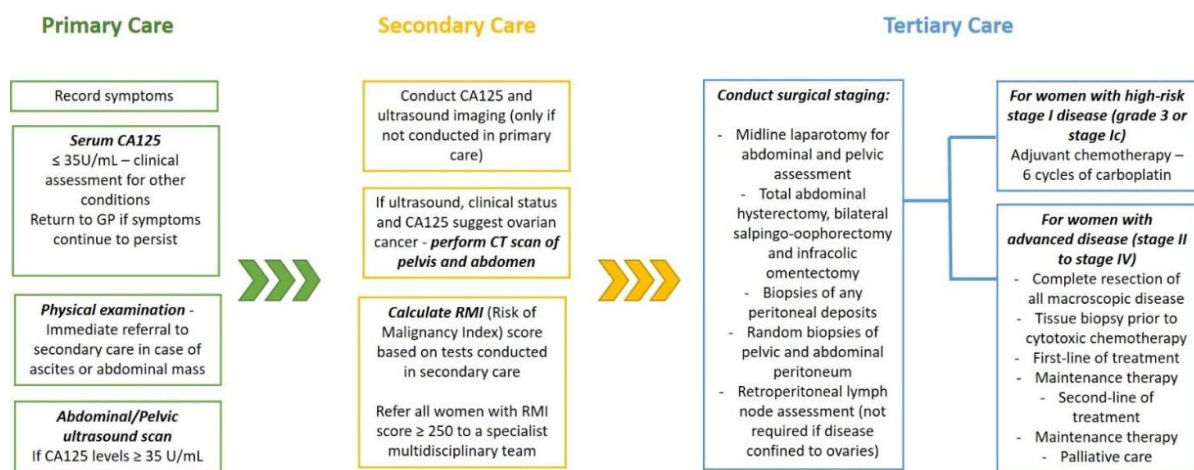 Primary Care
Record symptoms
Serum CA125
≤ 35U/mL – clinical
assessment for other
conditions
Return to GP if symptoms
continue to persist
Physical examination -
Immediate referral to
secondary care in case of
ascites or abdominal mass
Abdominal/Pelvic
ultrasound scan
If CA125 levels ≥ 35 U/mL
Secondary Care
Conduct CA125 and
ultrasound imaging (only if
not conducted in primary
care)
If ultrasound, clinical status
and CA125 suggest ovarian
cancer - perform CT scan of
pelvis and abdomen
Calculate RMI (Risk of
Malignancy Index) score
based on tests conducted
in secondary care
Refer all women with RMI
score ≥ 250 to a specialist
multidisciplinary team
Tertiary Care
Conduct surgical staging:
- Midline laparotomy for
abdominal and pelvic
assessment
- Total abdominal
hysterectomy, bilateral
salpingo-oophorectomy
and infracolic
omentectomy
- Biopsies of any
peritoneal deposits
- Random biopsies of
pelvic and abdominal
peritoneum
- Retroperitoneal lymph
node assessment (not
required if disease
confined to ovaries)
For women with high-risk
stage I disease (grade 3 or
stage Ic)
Adjuvant chemotherapy –
6 cycles of carboplatin
For women with
advanced disease (stage II
to stage IV)
- Complete resection of
all macroscopic disease
- Tissue biopsy prior to
cytotoxic chemotherapy
- First-line of treatment
- Maintenance therapy
- Second-line of
treatment
- Maintenance therapy
- Palliative care